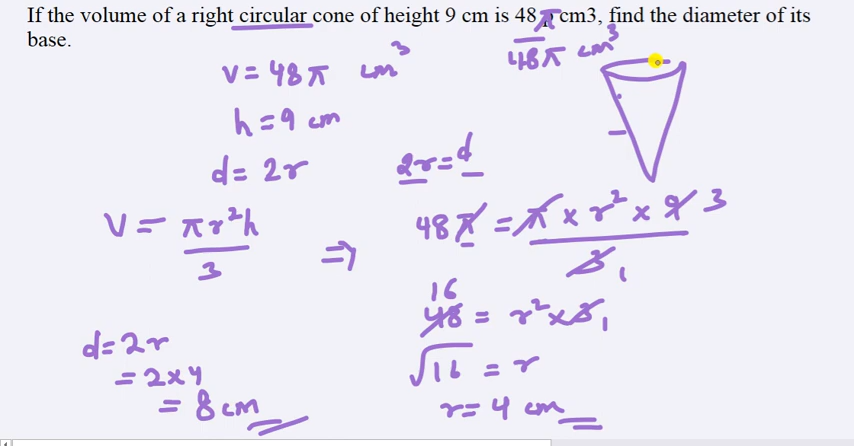 If the volume of a right circular cone of height 9 cm is 48 π cm3, find the diameter of its
base.
48π cm³
V = 48π cm³
h = 9 cm
d = 2r
2r = d
V = πr²h / 3
⇒ 48π = π × r² × 9 3 / 3 1
16
48 = r² × 3 1
√16 = r
r = 4 cm
d = 2r
= 2×4
= 8 cm